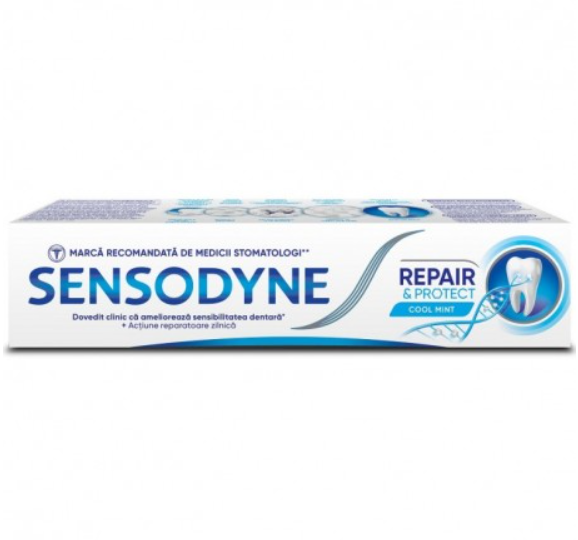 MARCĂ RECOMANDATĂ DE MEDICII STOMATOLOGI**
SENSODYNE
Dovedit clinic că ameliorează sensibilitatea dentară*
+ Acțiune reparatoare zilnică
REPAIR
& PROTECT
COOL MINT